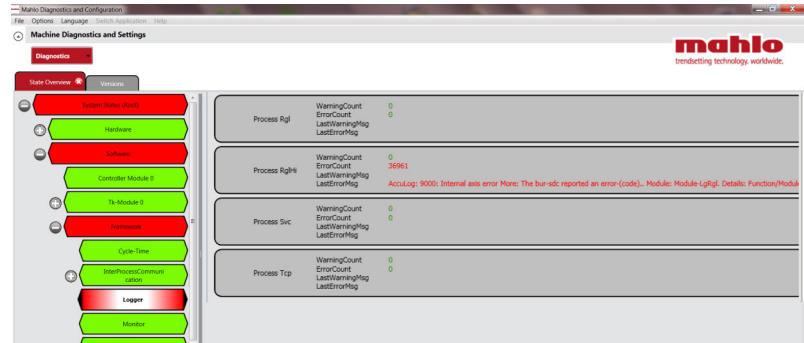 Mahlo Diagnostics and Configuration
File Options Language Switch Application Help
Machine Diagnostics and Settings
mahlo
trendsetting technology. worldwide.
Diagnostics
State Overview Versions
System Status (Root)
Hardware
Software
Controller Module 0
Tk-Module 0
Framework
Cycle-Time
InterProcessCommuni
cation
Logger
Monitor
Process Rgl
WarningCount 0
ErrorCount 0
LastWarningMsg
LastErrorMsg
Process RglHi
WarningCount 0
ErrorCount 36961
LastWarningMsg
LastErrorMsg AccuLog: 9000: Internal axis error More: The bur-sdc reported an error-(code)... Module: Module-LgRgl. Details: Function/Module
Process Svc
WarningCount 0
ErrorCount 0
LastWarningMsg
LastErrorMsg
Process Tcp
WarningCount 0
ErrorCount 0
LastWarningMsg
LastErrorMsg